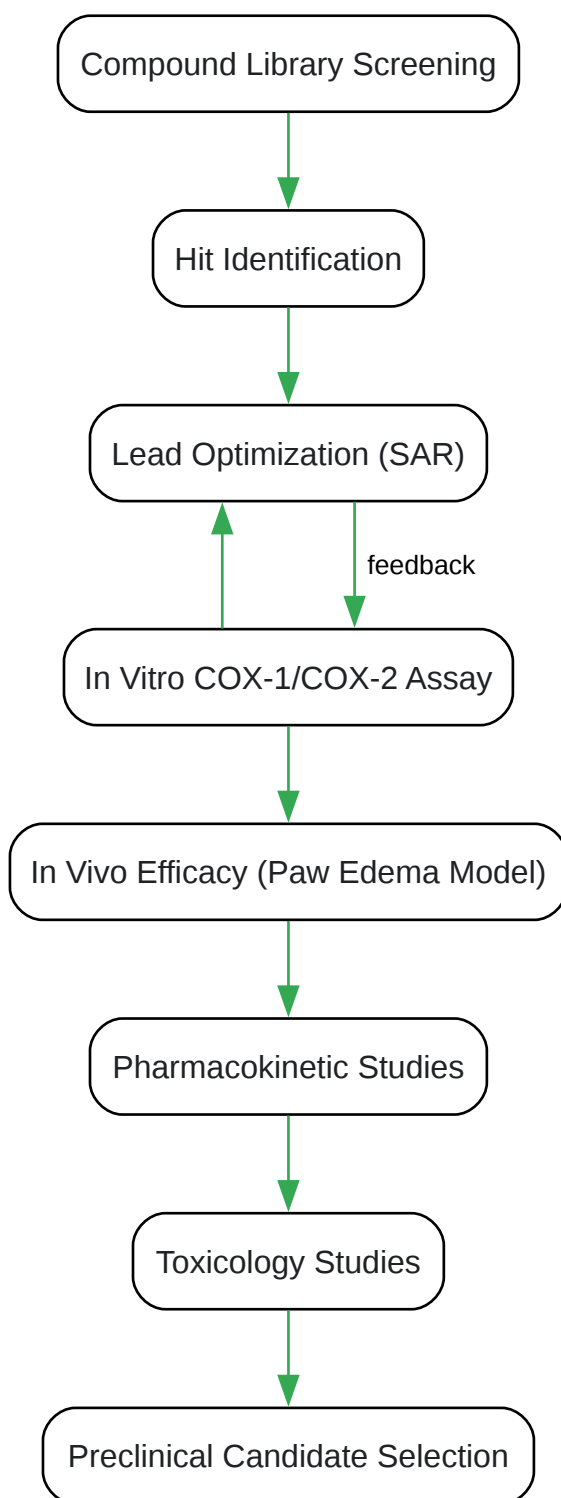 Compound Library Screening
Hit Identification
Lead Optimization (SAR)
feedback
In Vitro COX-1/COX-2 Assay
In Vivo Efficacy (Paw Edema Model)
Pharmacokinetic Studies
Toxicology Studies
Preclinical Candidate Selection